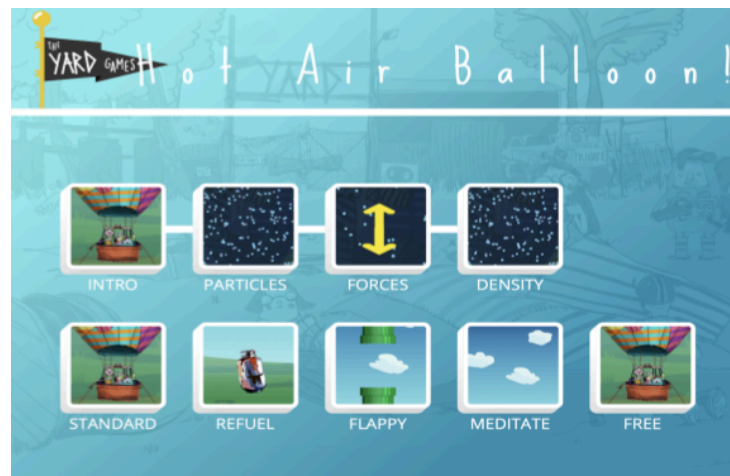 THE
YARD GAMES
Hot Air Balloon!
INTRO PARTICLES FORCES DENSITY
STANDARD REFUEL FLAPPY MEDITATE FREE